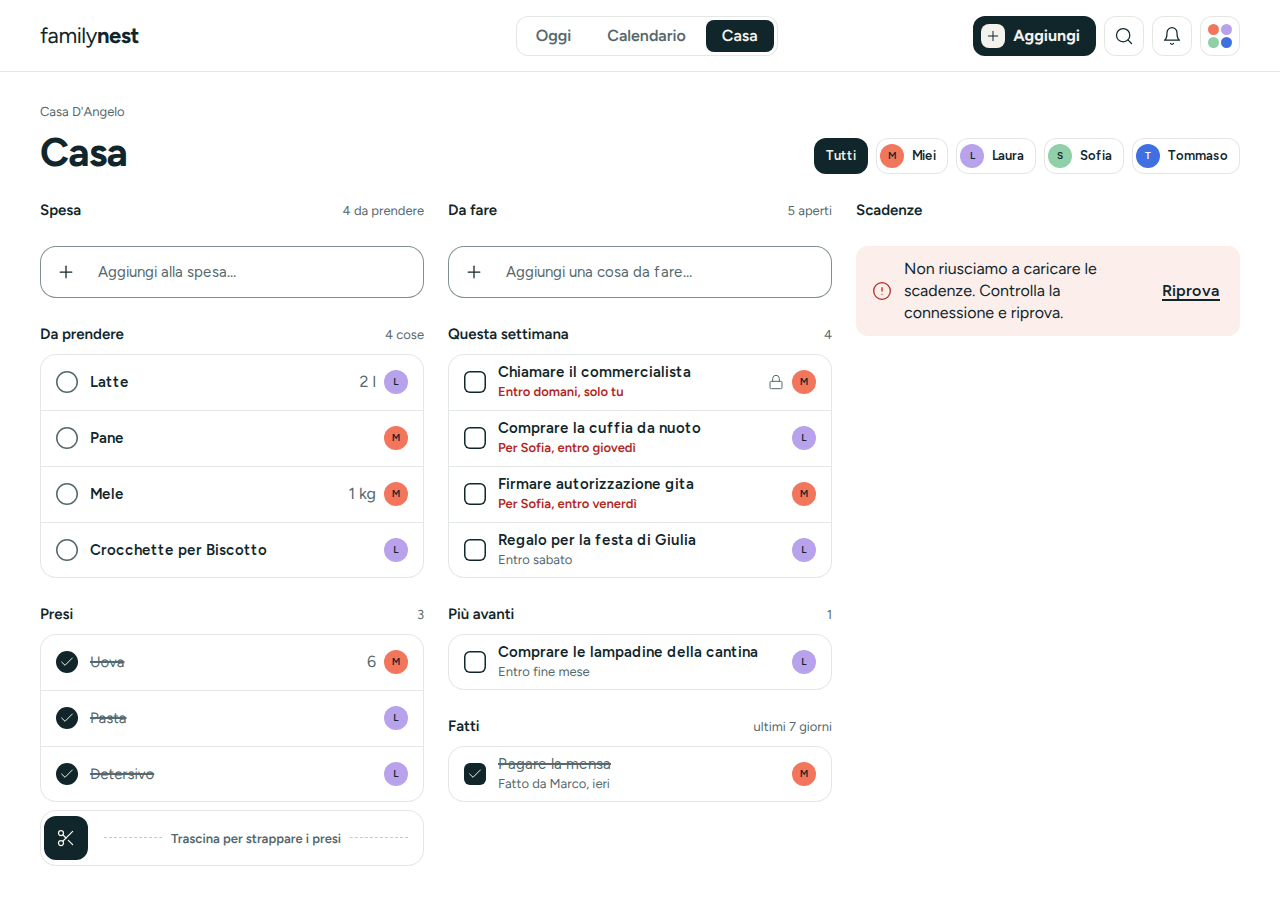 familynest
Oggi
Calendario
Casa
Aggiungi
Casa D'Angelo
Casa
Tutti
M Miei
L Laura
S Sofia
T Tommaso
Spesa
4 da prendere
Aggiungi alla spesa...
Da prendere
4 cose
Latte
2 l
L
Pane
M
Mele
1 kg
M
Crocchette per Biscotto
L
Presi
3
Uova
6
M
Pasta
L
Detersivo
L
Trascina per strappare i presi
Da fare
5 aperti
Aggiungi una cosa da fare...
Questa settimana
4
Chiamare il commercialista
Entro domani, solo tu
M
Comprare la cuffia da nuoto
Per Sofia, entro giovedì
L
Firmare autorizzazione gita
Per Sofia, entro venerdì
M
Regalo per la festa di Giulia
Entro sabato
L
Più avanti
1
Comprare le lampadine della cantina
Entro fine mese
L
Fatti
ultimi 7 giorni
Pagare la mensa
Fatto da Marco, ieri
M
Scadenze
Non riusciamo a caricare le
scadenze. Controlla la
connessione e riprova.
Riprova